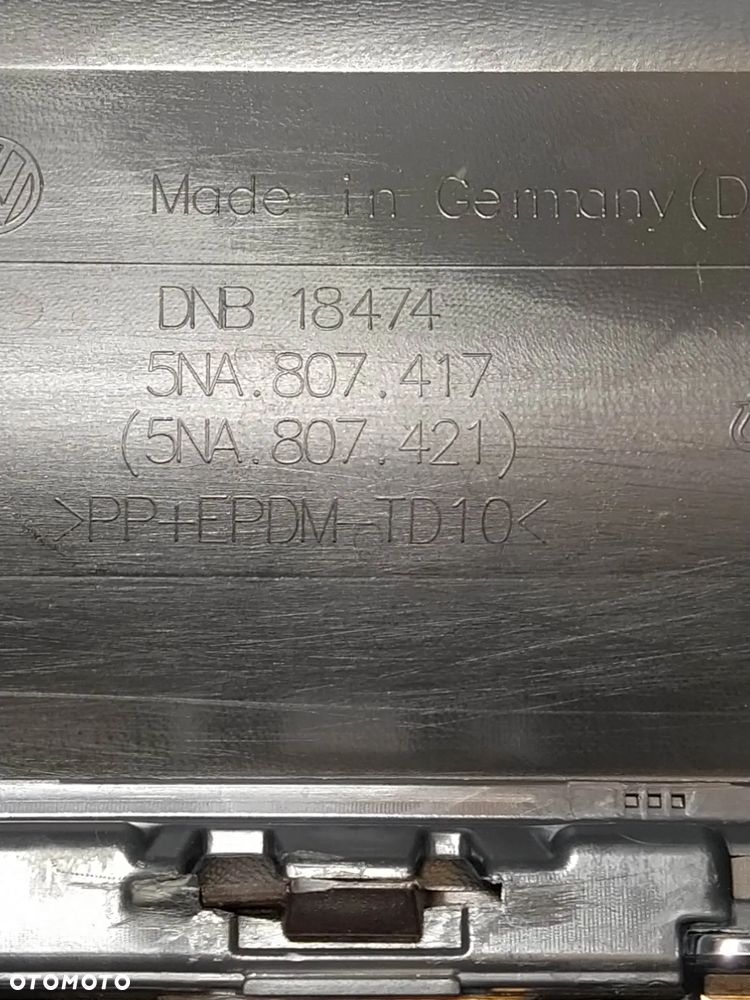 Made in Germany (D
DNB 18474
5NA.807.417
(5NA.807.421)
>PP+EPDM-TD10<
OTOMOTO